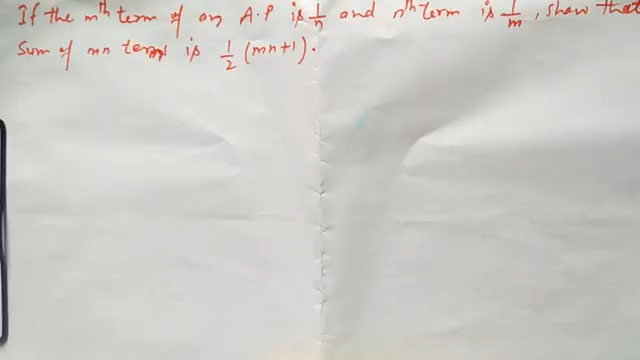 If the mth term of an A.P is 1/n and nth term is 1/m, show that
Sum of mn terms is 1/2 (mn+1).